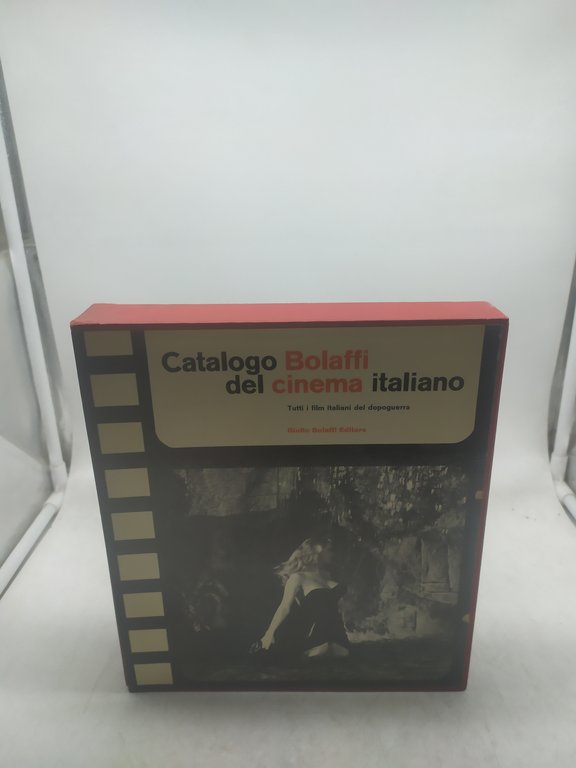 Catalogo Bolaffi
del cinema italiano
Tutti i film italiani del dopoguerra
Giulio Bolaffi Editore